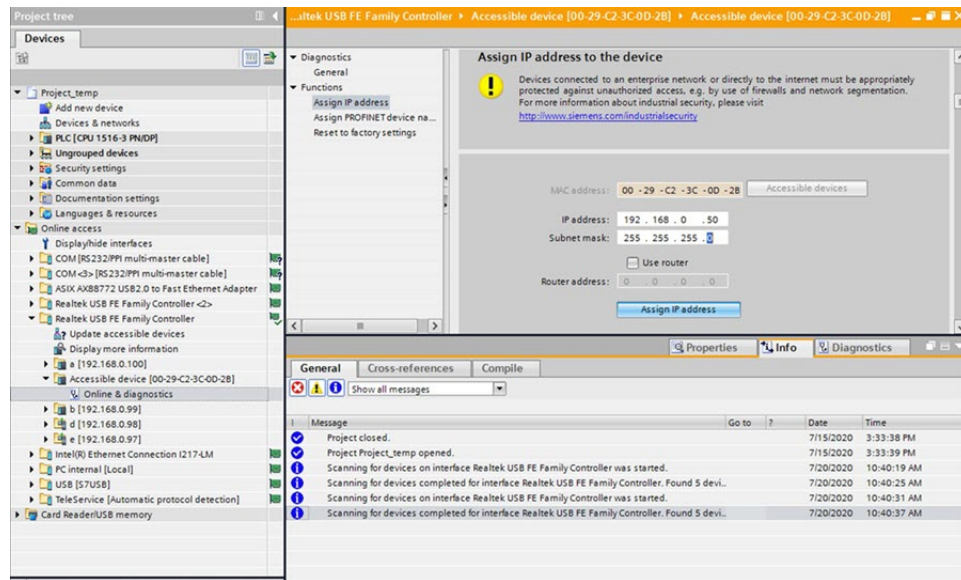 Project tree
...altek USB FE Family Controller ▸ Accessible device [00-29-C2-3C-0D-2B] ▸ Accessible device [00-29-C2-3C-0D-2B]
Devices
Project_temp
Add new device
Devices & networks
PLC [CPU 1516-3 PN/DP]
Ungrouped devices
Security settings
Common data
Documentation settings
Languages & resources
Online access
Display/hide interfaces
COM [RS232/PPI multi-master cable]
COM <3> [RS232/PPI multi-master cable]
ASIX AX88772 USB2.0 to Fast Ethernet Adapter
Realtek USB FE Family Controller <2>
Realtek USB FE Family Controller
Update accessible devices
Display more information
a [192.168.0.100]
Accessible device [00-29-C2-3C-0D-2B]
Online & diagnostics
b [192.168.0.99]
d [192.168.0.98]
e [192.168.0.97]
Intel(R) Ethernet Connection I217-LM
PC internal [Local]
USB [S7USB]
TeleService [Automatic protocol detection]
Card Reader/USB memory
Diagnostics
General
Functions
Assign IP address
Assign PROFINET device na...
Reset to factory settings
Assign IP address to the device
Devices connected to an enterprise network or directly to the internet must be appropriately
protected against unauthorized access, e.g. by use of firewalls and network segmentation.
For more information about industrial security, please visit
http://www.siemens.com/industrialsecurity
MAC address: 00 -29 -C2 -3C -0D -2B Accessible devices
IP address: 192 . 168 . 0 . 50
Subnet mask: 255 . 255 . 255 . 0
Use router
Router address: 0 . 0 . 0 . 0
Assign IP address
Properties Info Diagnostics
General Cross-references Compile
Show all messages
! Message Go to ? Date Time
Project closed. 7/15/2020 3:33:38 PM
Project Project_temp opened. 7/15/2020 3:33:39 PM
Scanning for devices on interface Realtek USB FE Family Controller was started. 7/20/2020 10:40:19 AM
Scanning for devices completed for interface Realtek USB FE Family Controller. Found 5 devi.. 7/20/2020 10:40:25 AM
Scanning for devices on interface Realtek USB FE Family Controller was started. 7/20/2020 10:40:31 AM
Scanning for devices completed for interface Realtek USB FE Family Controller. Found 5 devi.. 7/20/2020 10:40:37 AM